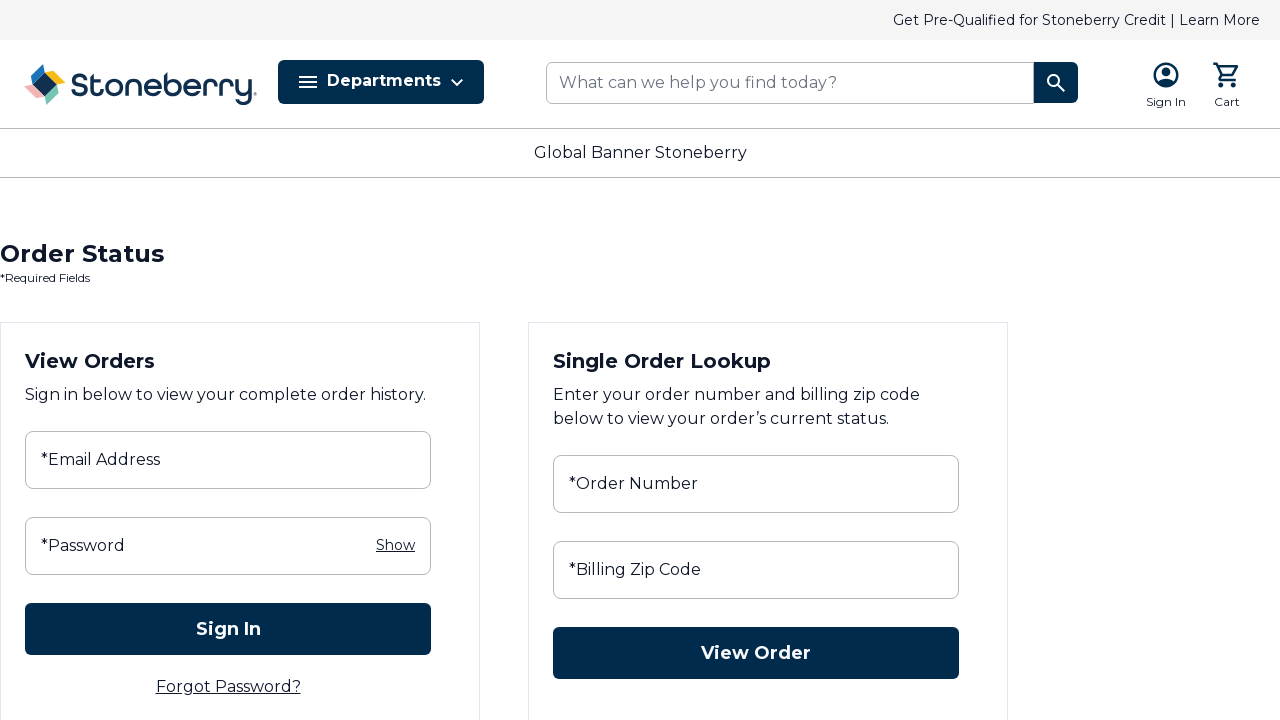 Get Pre-Qualified for Stoneberry Credit | Learn More
Stoneberry
Departments
What can we help you find today?
Sign In
Cart
Global Banner Stoneberry
Order Status
*Required Fields
View Orders
Sign in below to view your complete order history.
*Email Address
*Password
Show
Sign In
Forgot Password?
Single Order Lookup
Enter your order number and billing zip code
below to view your order’s current status.
*Order Number
*Billing Zip Code
View Order